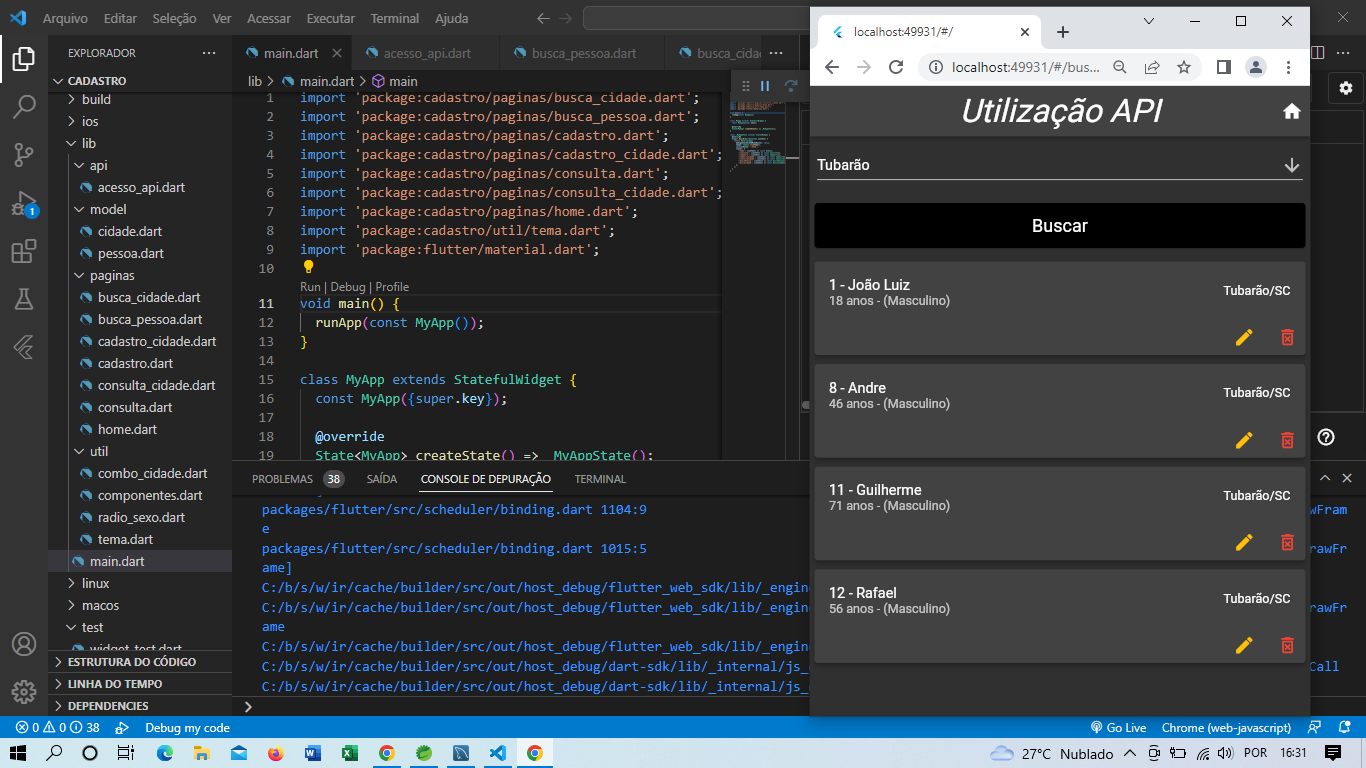 Arquivo Editar Seleção Ver Acessar Executar Terminal Ajuda
EXPLORADOR
CADASTRO
build
ios
lib
api
acesso_api.dart
model
cidade.dart
pessoa.dart
paginas
busca_cidade.dart
busca_pessoa.dart
cadastro_cidade.dart
cadastro.dart
consulta_cidade.dart
consulta.dart
home.dart
util
combo_cidade.dart
componentes.dart
radio_sexo.dart
tema.dart
main.dart
linux
macos
test
widget_test.dart
ESTRUTURA DO CÓDIGO
LINHA DO TEMPO
DEPENDENCIES
1
main.dart acesso_api.dart busca_pessoa.dart busca_cida
lib > main.dart > main
1 import 'package:cadastro/paginas/busca_cidade.dart';
2 import 'package:cadastro/paginas/busca_pessoa.dart';
3 import 'package:cadastro/paginas/cadastro.dart';
4 import 'package:cadastro/paginas/cadastro_cidade.dart';
5 import 'package:cadastro/paginas/consulta.dart';
6 import 'package:cadastro/paginas/consulta_cidade.dart';
7 import 'package:cadastro/paginas/home.dart';
8 import 'package:cadastro/util/tema.dart';
9 import 'package:flutter/material.dart';
10
Run | Debug | Profile
11 void main() {
12 runApp(const MyApp());
13 }
14
15 class MyApp extends StatefulWidget {
16 const MyApp({super.key});
17
18 @override
19 State<MyApp> createState() => _MyAppState();
PROBLEMAS 38 SAÍDA CONSOLE DE DEPURAÇÃO TERMINAL
packages/flutter/src/scheduler/binding.dart 1104:9
wFram
e
packages/flutter/src/scheduler/binding.dart 1015:5
awFr
ame]
C:/b/s/w/ir/cache/builder/src/out/host_debug/flutter_web_sdk/lib/_engin
C:/b/s/w/ir/cache/builder/src/out/host_debug/flutter_web_sdk/lib/_engin
rawFr
ame
C:/b/s/w/ir/cache/builder/src/out/host_debug/flutter_web_sdk/lib/_engin
C:/b/s/w/ir/cache/builder/src/out/host_debug/dart-sdk/lib/_internal/js_
Call
C:/b/s/w/ir/cache/builder/src/out/host_debug/dart-sdk/lib/_internal/js_
localhost:49931/#/
localhost:49931/#/bus...
Utilização API
Tubarão
Buscar
1 - João Luiz
18 anos - (Masculino)
Tubarão/SC
8 - Andre
46 anos - (Masculino)
Tubarão/SC
11 - Guilherme
71 anos - (Masculino)
Tubarão/SC
12 - Rafael
56 anos - (Masculino)
Tubarão/SC
0 0 38 Debug my code Go Live Chrome (web-javascript)
27°C Nublado POR 16:31